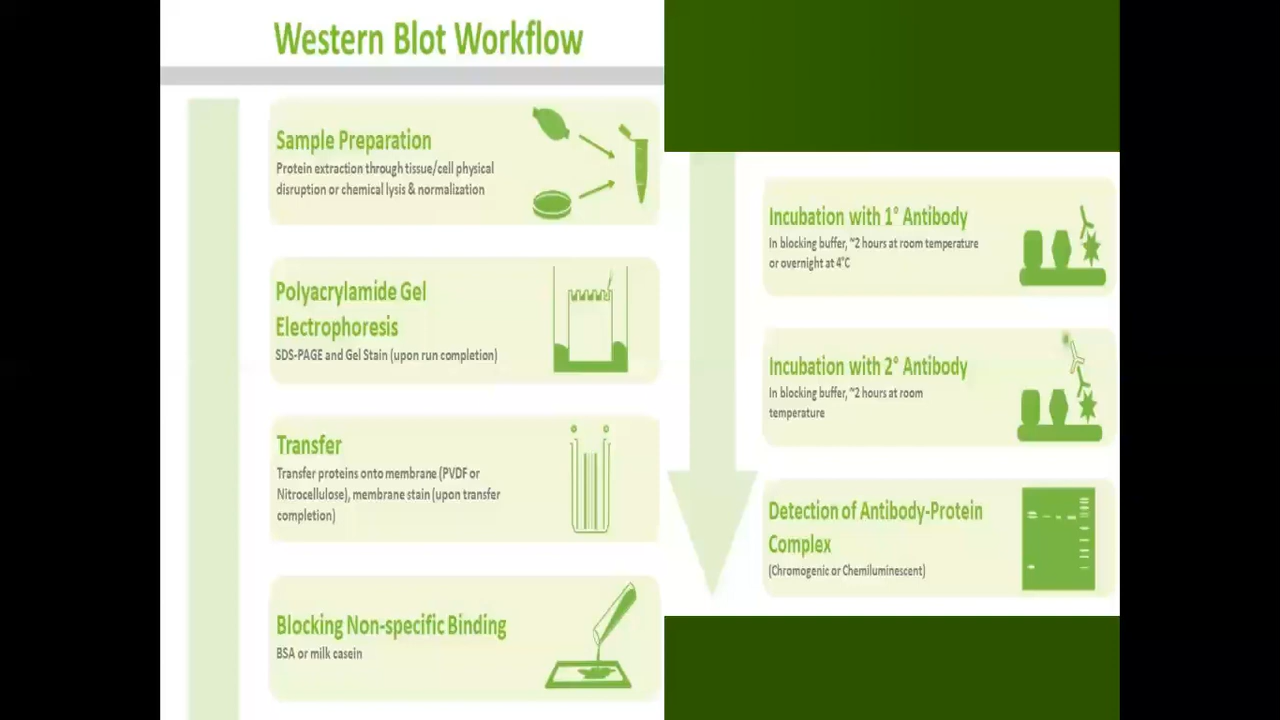 Western Blot Workflow
Sample Preparation
Protein extraction through tissue/cell physical
disruption or chemical lysis & normalization
Polyacrylamide Gel
Electrophoresis
SDS-PAGE and Gel Stain (upon run completion)
Transfer
Transfer proteins onto membrane (PVDF or
Nitrocellulose), membrane stain (upon transfer
completion)
Blocking Non-specific Binding
BSA or milk casein
Incubation with 1° Antibody
In blocking buffer, ~2 hours at room temperature
or overnight at 4°C
Incubation with 2° Antibody
In blocking buffer, ~2 hours at room
temperature
Detection of Antibody-Protein
Complex
(Chromogenic or Chemiluminescent)